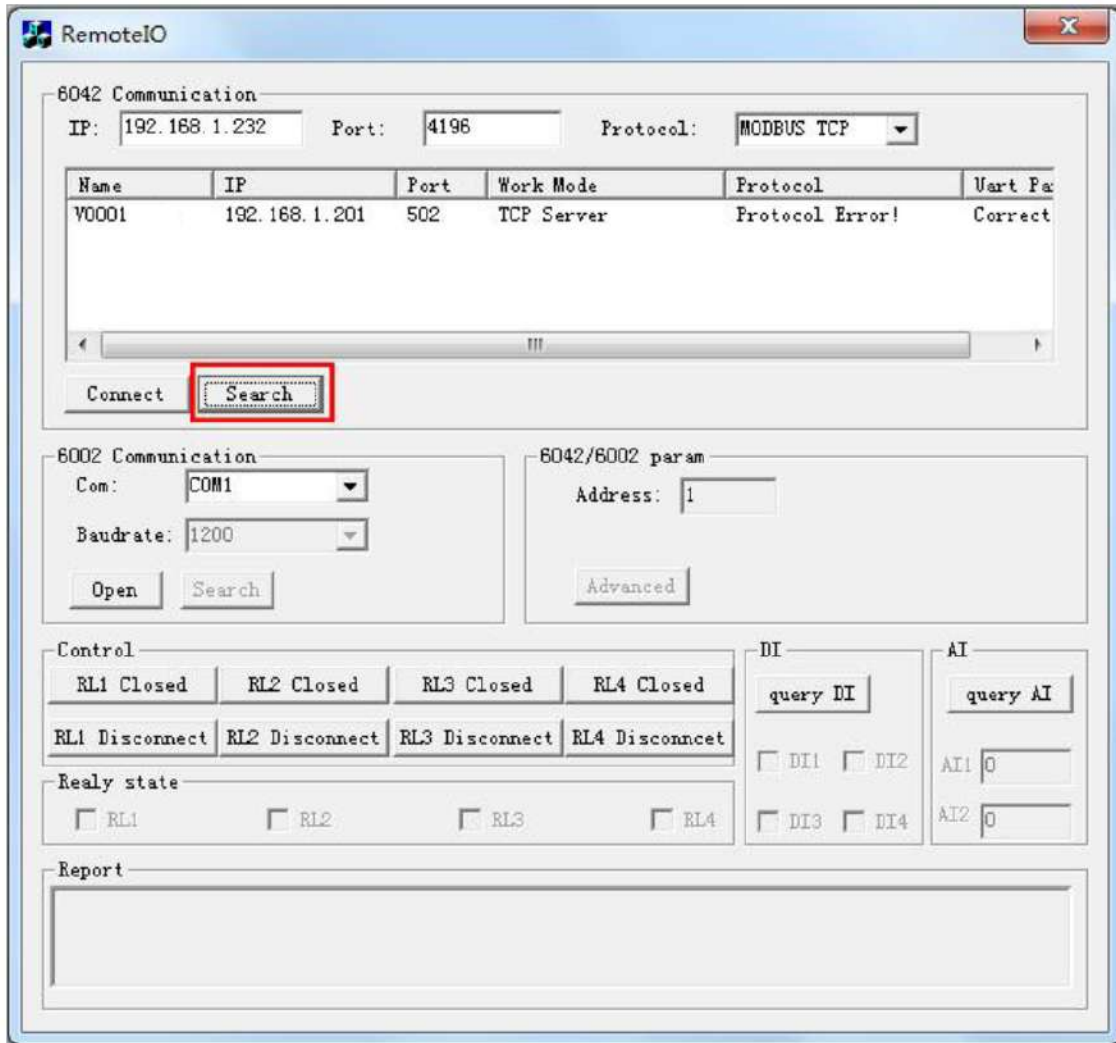 RemoteIO
6042 Communication
IP: 192.168.1.232 Port: 4196 Protocol: MODBUS TCP
Name IP Port Work Mode Protocol Uart Pa
V0001 192.168.1.201 502 TCP Server Protocol Error! Correct
Connect Search
6002 Communication
Com: COM1
Baudrate: 1200
Open Search
6042/6002 param
Address: 1
Advanced
Control
RL1 Closed RL2 Closed RL3 Closed RL4 Closed
RL1 Disconnect RL2 Disconnect RL3 Disconnect RL4 Disconncet
Realy state
RL1 RL2 RL3 RL4
DI
query DI
DI1 DI2
DI3 DI4
AI
query AI
AI1 0
AI2 0
Report